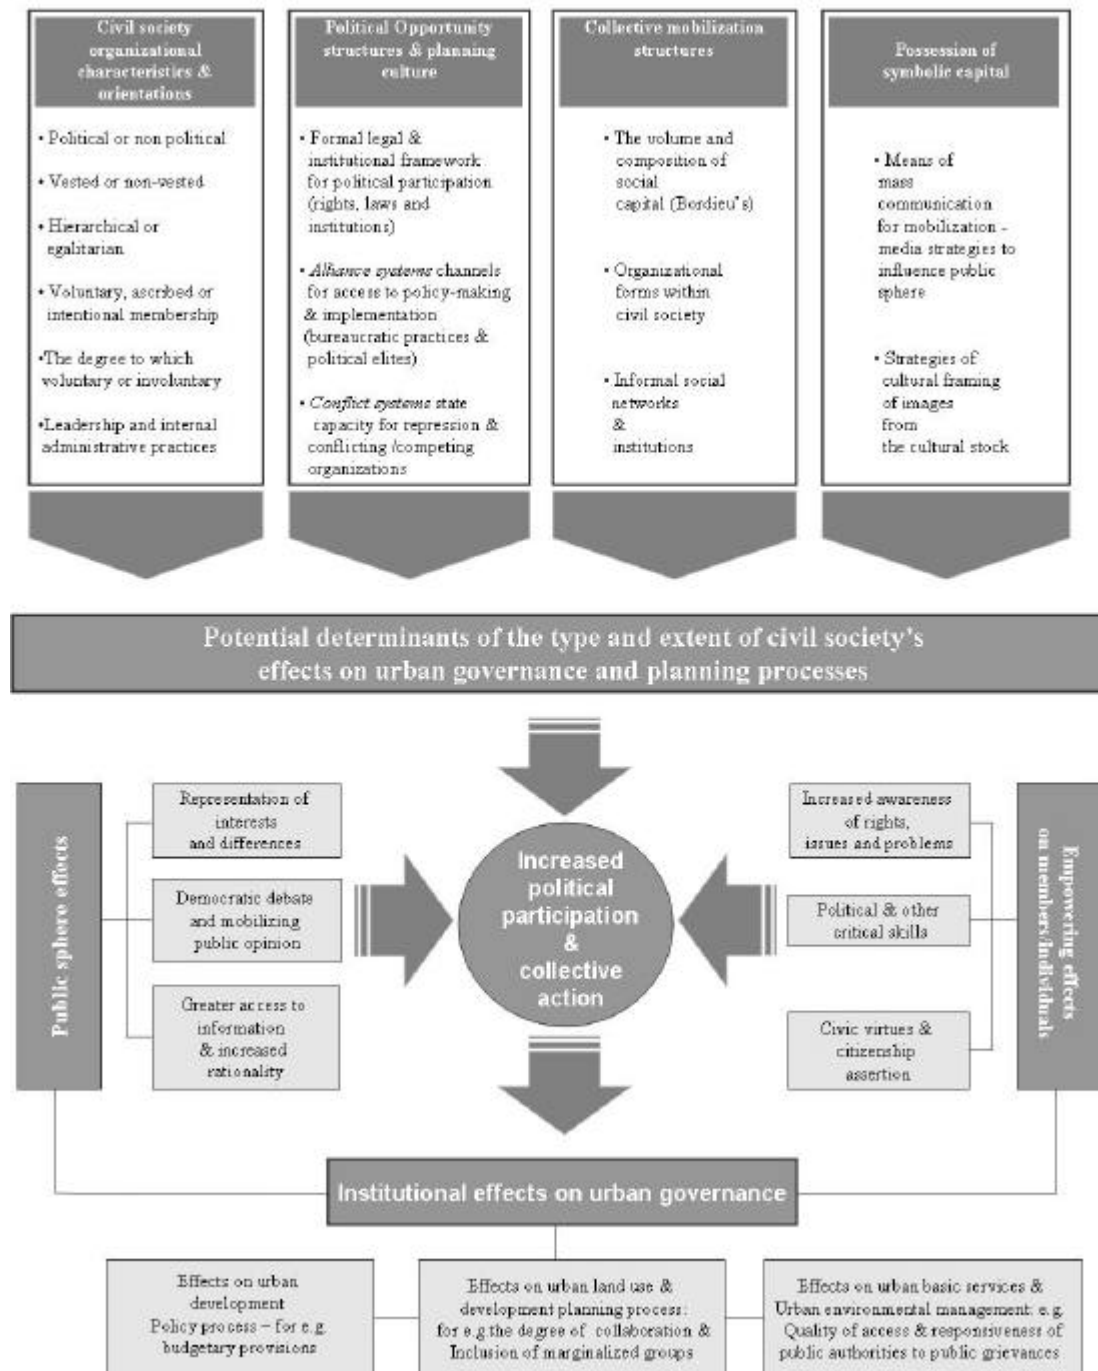 Civil society
organizational
characteristics &
orientations
• Political or non political
• Vested or non-vested
• Hierarchical or
egalitarian
• Voluntary, ascribed or
intentional membership
•The degree to which
voluntary or involuntary
•Leadership and internal
administrative practices
Political Opportunity
structures & planning
culture
• Formal legal &
institutional framework
for political participation
(rights, laws and
institutions)
• Alliance systems channels
for access to policy-making
& implementation
(bureaucratic practices &
political elites)
• Conflict systems state
capacity for repression &
conflicting /competing
organizations
Collective mobilization
structures
• The volume and
composition of
social
capital (Bordieu's)
• Organizational
forms within
civil society
• Informal social
networks
&
institutions
Possession of
symbolic capital
• Means of
mass
communication
for mobilization -
media strategies to
influence public
sphere
• Strategies of
cultural framing
of images
from
the cultural stock
Potential determinants of the type and extent of civil society's
effects on urban governance and planning processes
Public sphere effects
Representation of
interests
and differences
Democratic debate
and mobilizing
public opinion
Greater access to
information
& increased
rationality
Increased
political
participation
&
collective
action
Increased awareness
of rights,
issues and problems
Political & other
critical skills
Civic virtues &
citizenship
assertion
Empowering effects
on members/individuals
Institutional effects on urban governance
Effects on urban
development
Policy process – for e.g.
budgetary provisions
Effects on urban land use &
development planning process:
for e.g.the degree of collaboration &
Inclusion of marginalized groups
Effects on urban basic services &
Urban environmental management: e.g.
Quality of access & responsiveness of
public authorities to public grievances